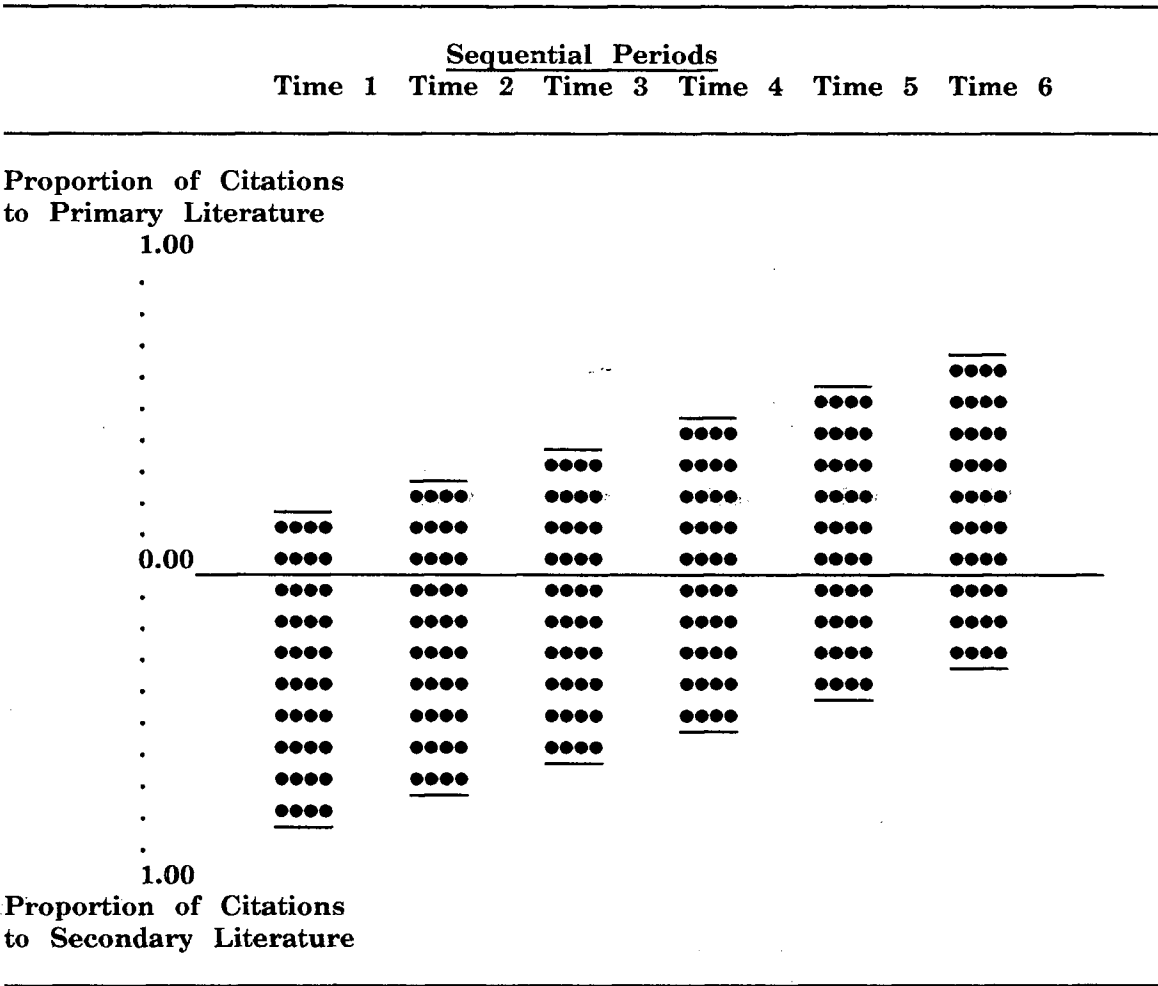 Sequential Periods
Time 1 Time 2 Time 3 Time 4 Time 5 Time 6
Proportion of Citations
to Primary Literature
1.00
0.00
1.00
Proportion of Citations
to Secondary Literature